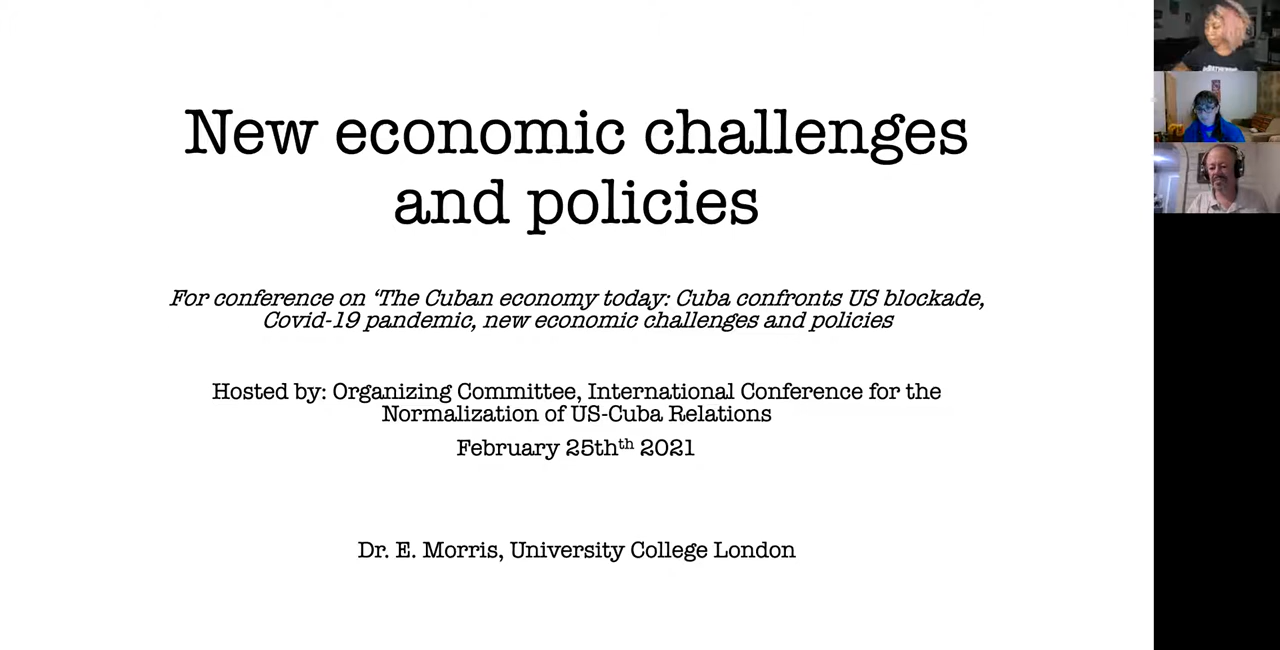 New economic challenges
and policies
For conference on ‘The Cuban economy today: Cuba confronts US blockade,
Covid-19 pandemic, new economic challenges and policies
Hosted by: Organizing Committee, International Conference for the
Normalization of US-Cuba Relations
February 25thth 2021
Dr. E. Morris, University College London